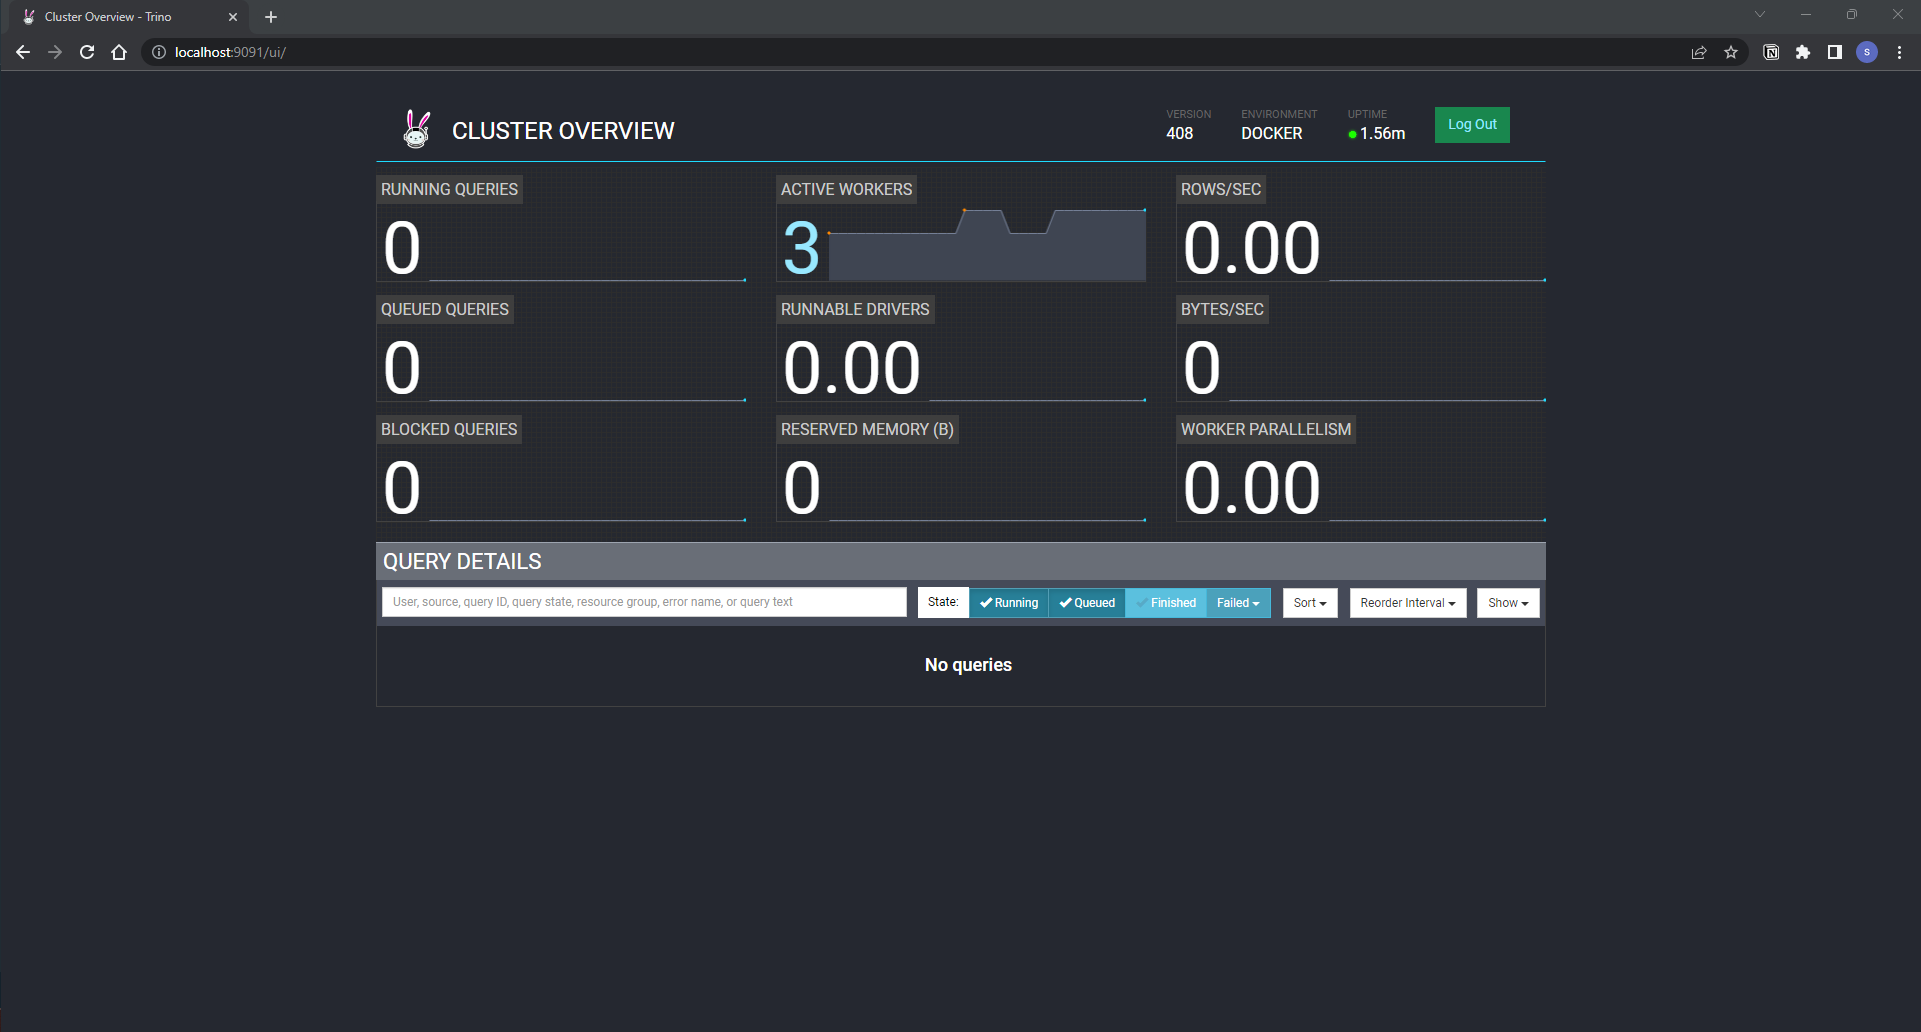 Cluster Overview - Trino
localhost:9091/ui/
S
CLUSTER OVERVIEW
VERSION
408
ENVIRONMENT
DOCKER
UPTIME
1.56m
Log Out
RUNNING QUERIES
0
ACTIVE WORKERS
3
ROWS/SEC
0.00
QUEUED QUERIES
0
RUNNABLE DRIVERS
0.00
BYTES/SEC
0
BLOCKED QUERIES
0
RESERVED MEMORY (B)
0
WORKER PARALLELISM
0.00
QUERY DETAILS
User, source, query ID, query state, resource group, error name, or query text
State:
Running
Queued
Finished
Failed
Sort
Reorder Interval
Show
No queries